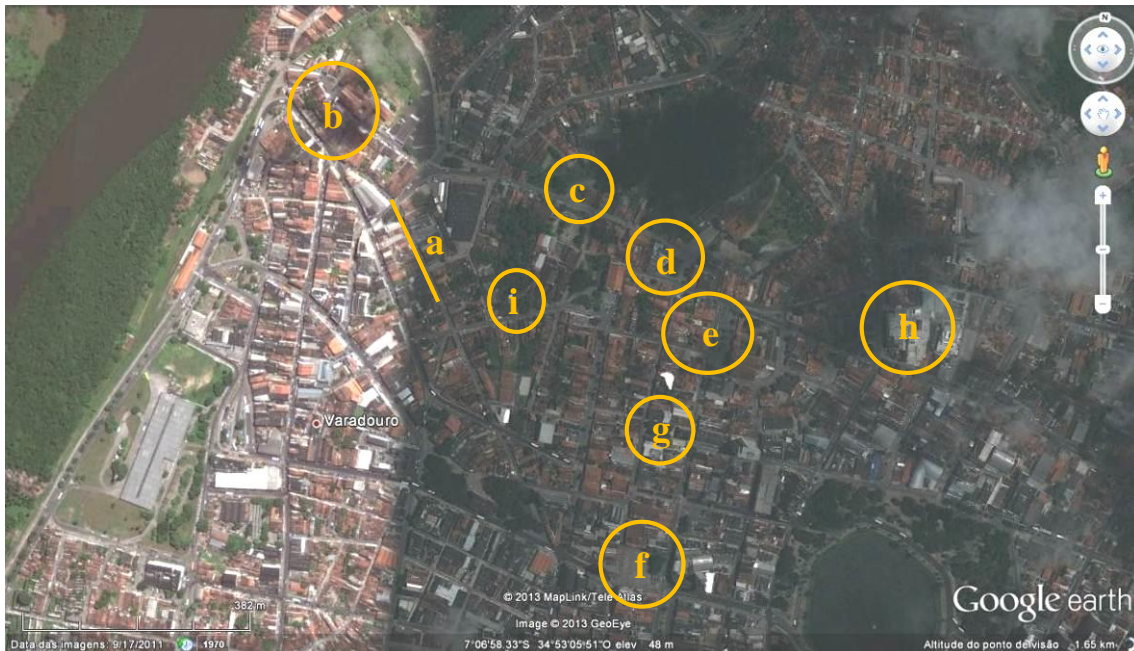 N
b
c
a
d
i
e
h
Varadouro
g
f
382 m
© 2013 MapLink/Tele Atlas
Image © 2013 GeoEye
Google earth
Data das imagens: 9/17/2011
1970
7°06'58.33"S 34°53'05.51"O elev 48 m
Altitude do ponto de visão 1.65 km